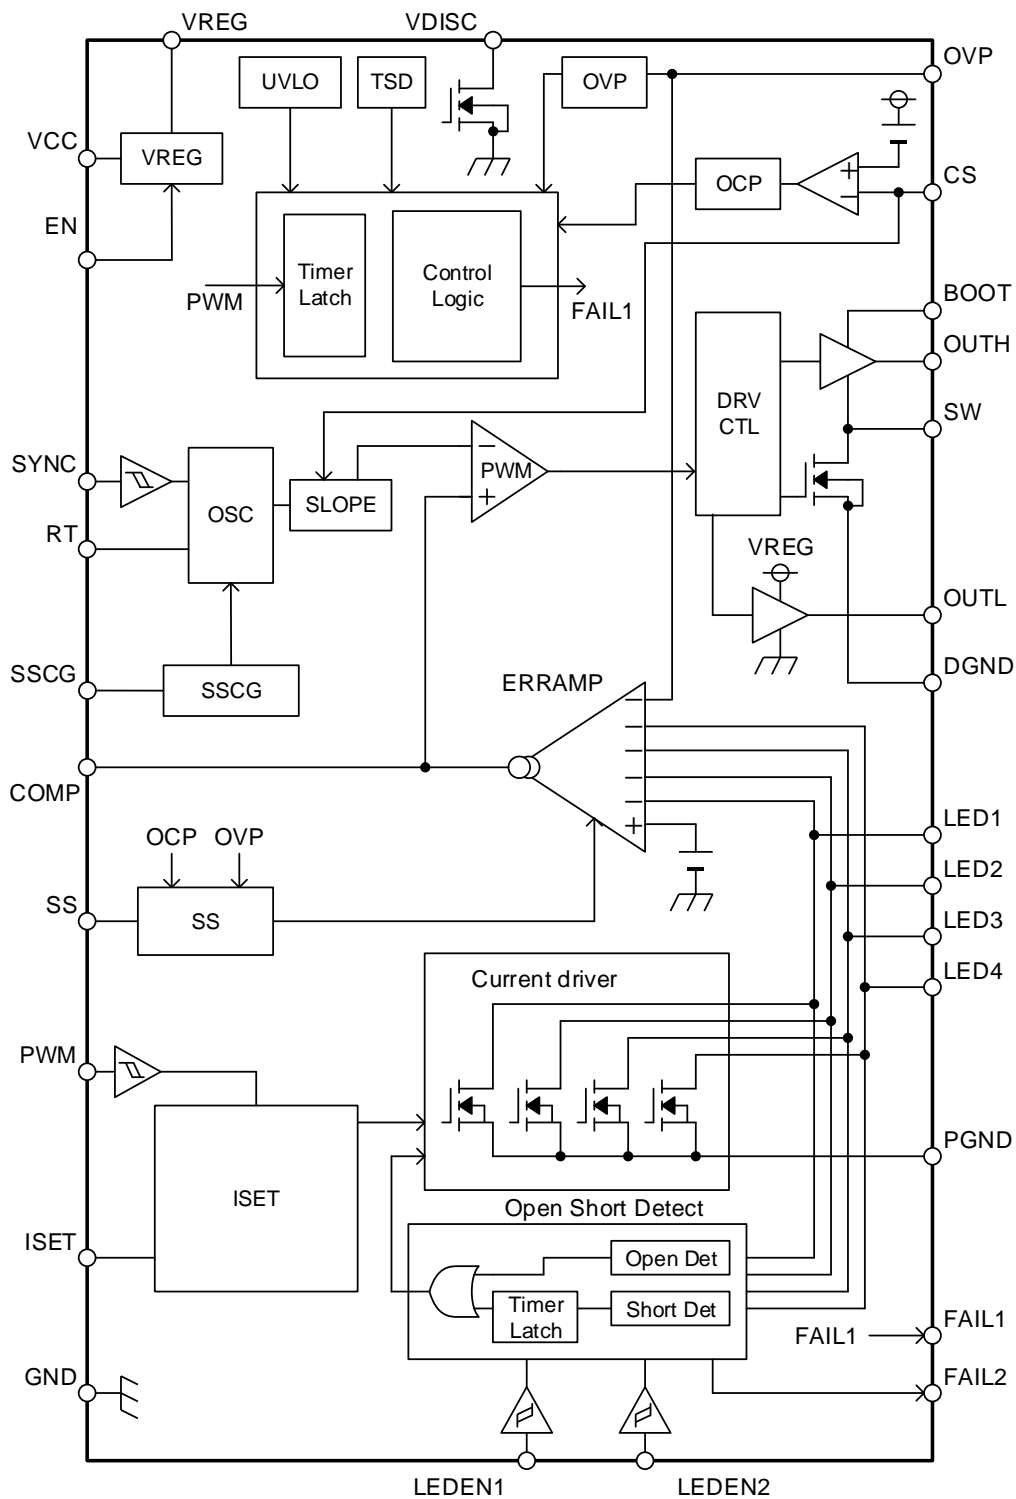 VREG
VDISC
OVP
UVLO
TSD
OVP
VCC
VREG
OCP
CS
EN
Timer
Latch
Control
Logic
PWM
FAIL1
BOOT
OUTH
DRV
CTL
SW
SYNC
PWM
OSC
SLOPE
RT
VREG
OUTL
SSCG
SSCG
ERRAMP
DGND
COMP
LED1
OCP
OVP
LED2
SS
SS
LED3
LED4
Current driver
PWM
PGND
ISET
Open Short Detect
ISET
Open Det
Timer
Latch
Short Det
FAIL1
FAIL1
GND
FAIL2
LEDEN1
LEDEN2